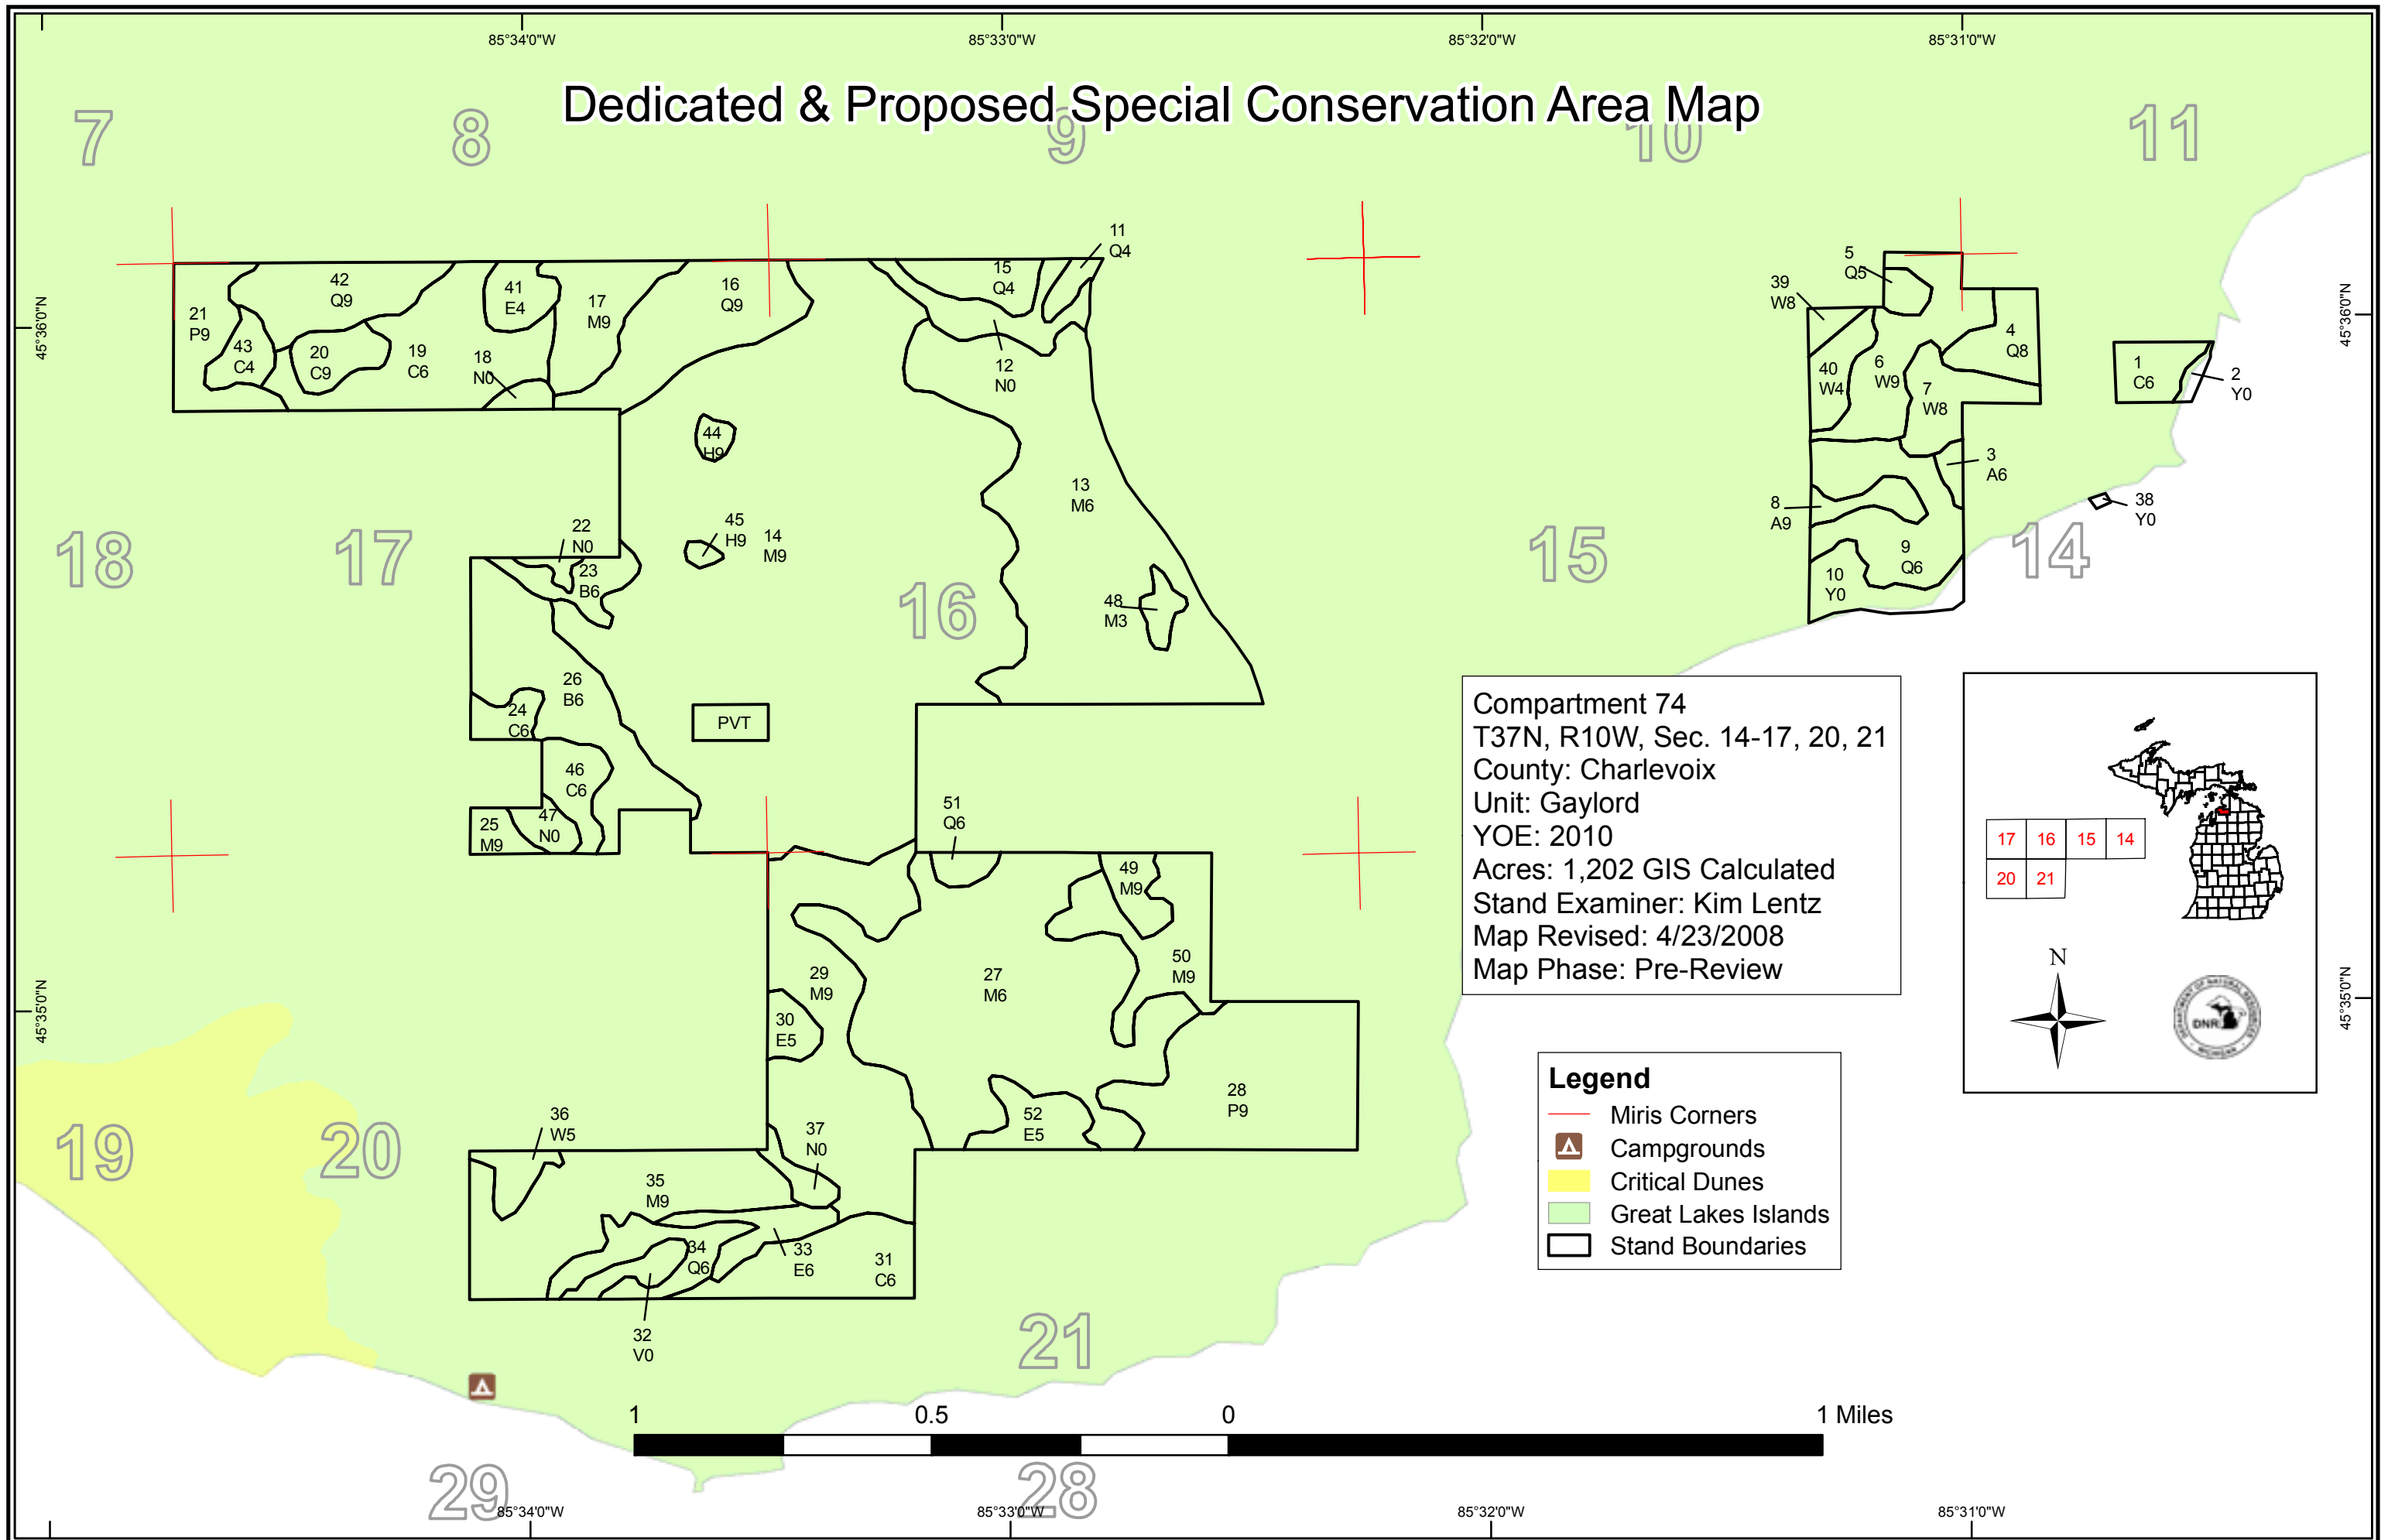 85°34'0"W
85°33'0"W
85°32'0"W
85°31'0"W
Dedicated & Proposed Special Conservation Area Map
7
8
9
10
11
45°36'0"N
45°36'0"N
21
P9
42
Q9
43
C4
20
C9
19
C6
41
E4
18
N0
17
M9
16
Q9
15
Q4
11
Q4
12
N0
5
Q5
39
W8
4
Q8
40
W4
6
W9
7
W8
1
C6
2
Y0
3
A6
38
Y0
8
A9
9
Q6
10
Y0
44
H9
45
H9
14
M9
13
M6
48
M3
18
17
16
15
14
22
N0
23
B6
26
B6
24
C6
PVT
46
C6
25
M9
47
N0
51
Q6
49
M9
50
M9
29
M9
27
M6
30
E5
28
P9
52
E5
Compartment 74
T37N, R10W, Sec. 14-17, 20, 21
County: Charlevoix
Unit: Gaylord
YOE: 2010
Acres: 1,202 GIS Calculated
Stand Examiner: Kim Lentz
Map Revised: 4/23/2008
Map Phase: Pre-Review
17 16 15 14
20 21
N
DEPARTMENT OF NATURAL RESOURCES
DNR
MICHIGAN
45°35'0"N
45°35'0"N
Legend
Miris Corners
Campgrounds
Critical Dunes
Great Lakes Islands
Stand Boundaries
19
20
36
W5
37
N0
35
M9
34
Q6
33
E6
31
C6
32
V0
21
1 0.5 0 1 Miles
29
28
85°34'0"W
85°33'0"W
85°32'0"W
85°31'0"W